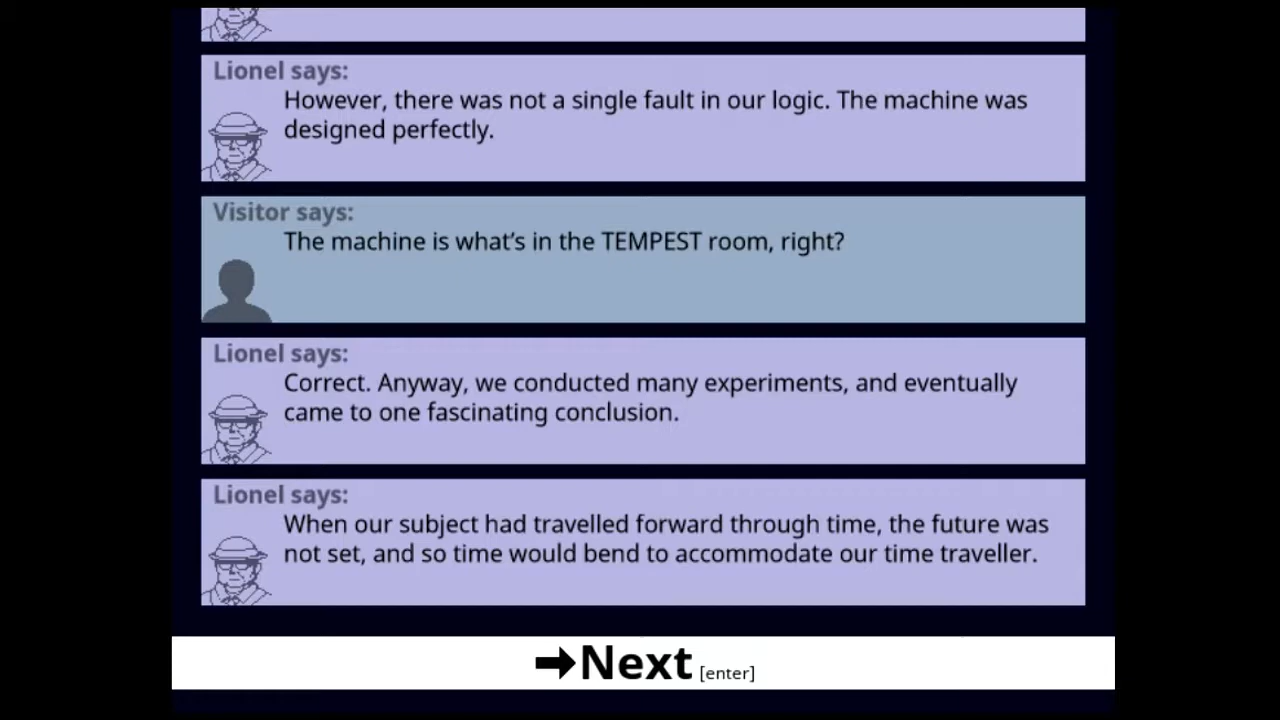 Lionel says:
However, there was not a single fault in our logic. The machine was
designed perfectly.
Visitor says:
The machine is what’s in the TEMPEST room, right?
Lionel says:
Correct. Anyway, we conducted many experiments, and eventually
came to one fascinating conclusion.
Lionel says:
When our subject had travelled forward through time, the future was
not set, and so time would bend to accommodate our time traveller.
➡Next [enter]